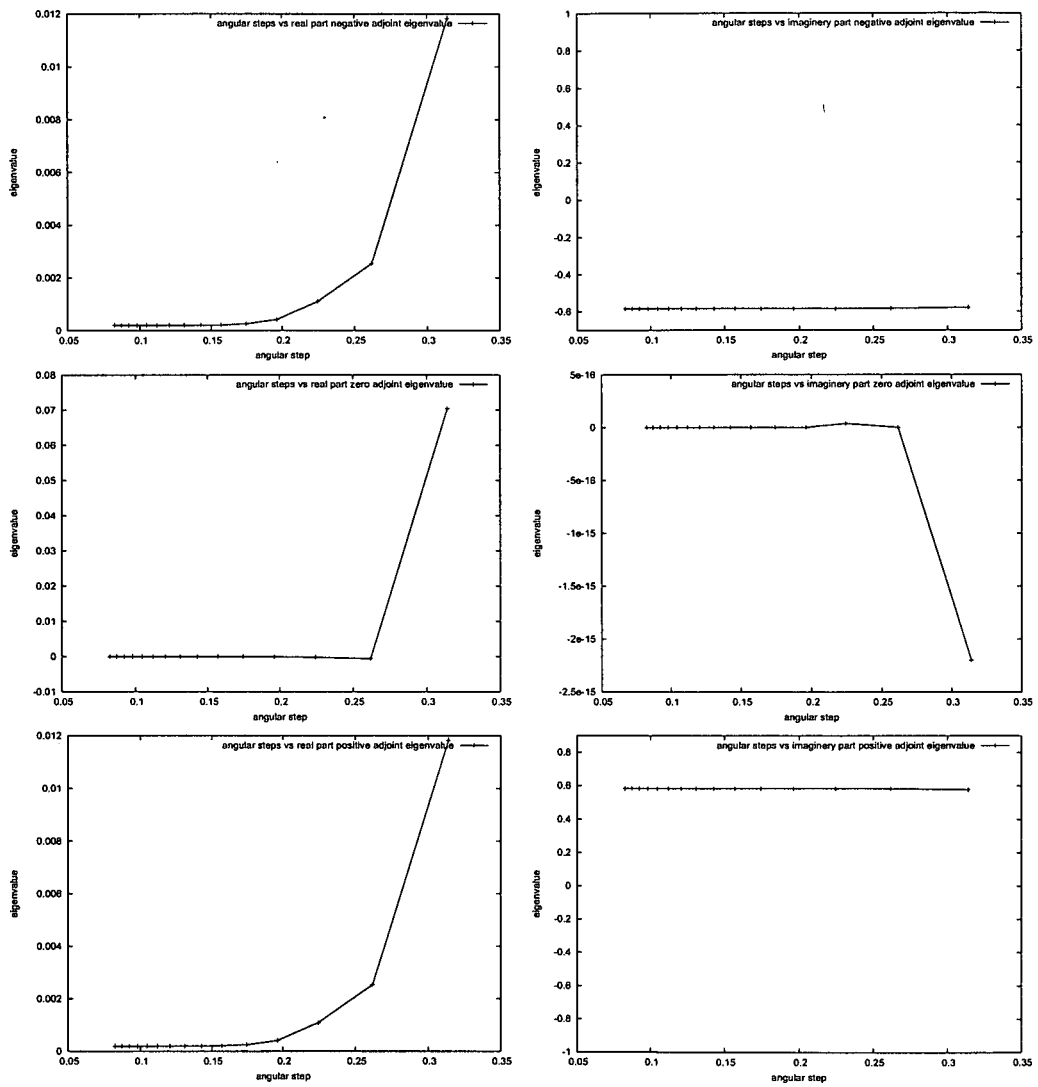 angular steps vs real part negative adjoint eigenvalue
0.012
0.01
0.008
0.006
0.004
0.002
0
eigenvalue
0.05 0.1 0.15 0.2 0.25 0.3 0.35
angular step
angular steps vs imaginery part negative adjoint eigenvalue
1
0.8
0.6
0.4
0.2
0
-0.2
-0.4
-0.6
eigenvalue
0.05 0.1 0.15 0.2 0.25 0.3 0.35
angular step
angular steps vs real part zero adjoint eigenvalue
0.08
0.07
0.06
0.05
0.04
0.03
0.02
0.01
0
-0.01
eigenvalue
0.05 0.1 0.15 0.2 0.25 0.3 0.35
angular step
angular steps vs imaginery part zero adjoint eigenvalue
5e-16
0
-5e-16
-1e-15
-1.5e-15
-2e-15
-2.5e-15
eigenvalue
0.05 0.1 0.15 0.2 0.25 0.3 0.35
angular step
angular steps vs real part positive adjoint eigenvalue
0.012
0.01
0.008
0.006
0.004
0.002
0
eigenvalue
0.05 0.1 0.15 0.2 0.25 0.3 0.35
angular step
angular steps vs imaginery part positive adjoint eigenvalue
0.8
0.6
0.4
0.2
0
-0.2
-0.4
-0.6
-0.8
-1
eigenvalue
0.05 0.1 0.15 0.2 0.25 0.3 0.35
angular step